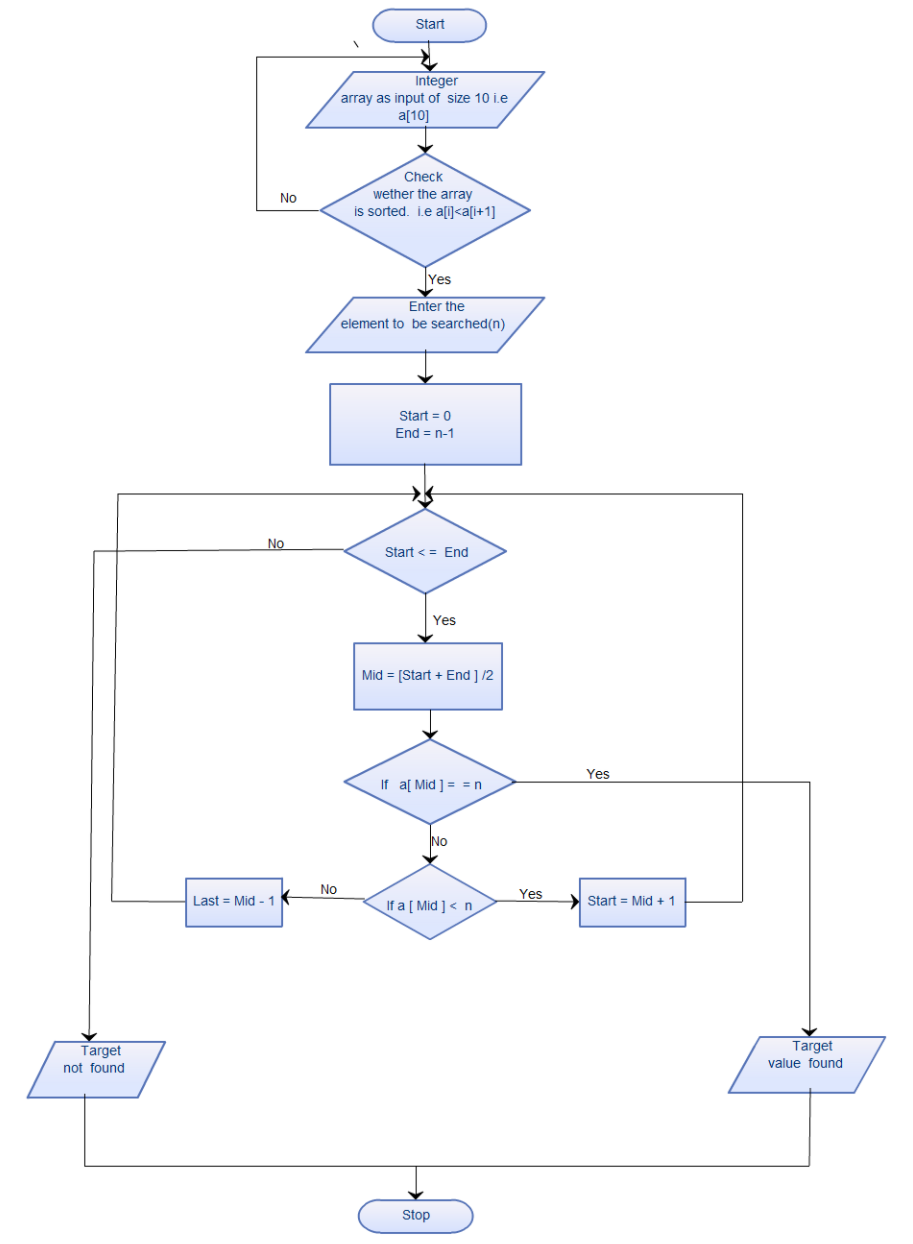 Start
Integer
array as input of size 10 i.e
a[10]
Check
wether the array
is sorted. i.e a[i]<a[i+1]
No
Yes
Enter the
element to be searched(n)
Start = 0
End = n-1
No
Start < = End
Yes
Mid = [Start + End ] /2
Yes
If a[ Mid ] = = n
No
No
Yes
Last = Mid - 1
If a [ Mid ] < n
Start = Mid + 1
Target
not found
Target
value found
Stop